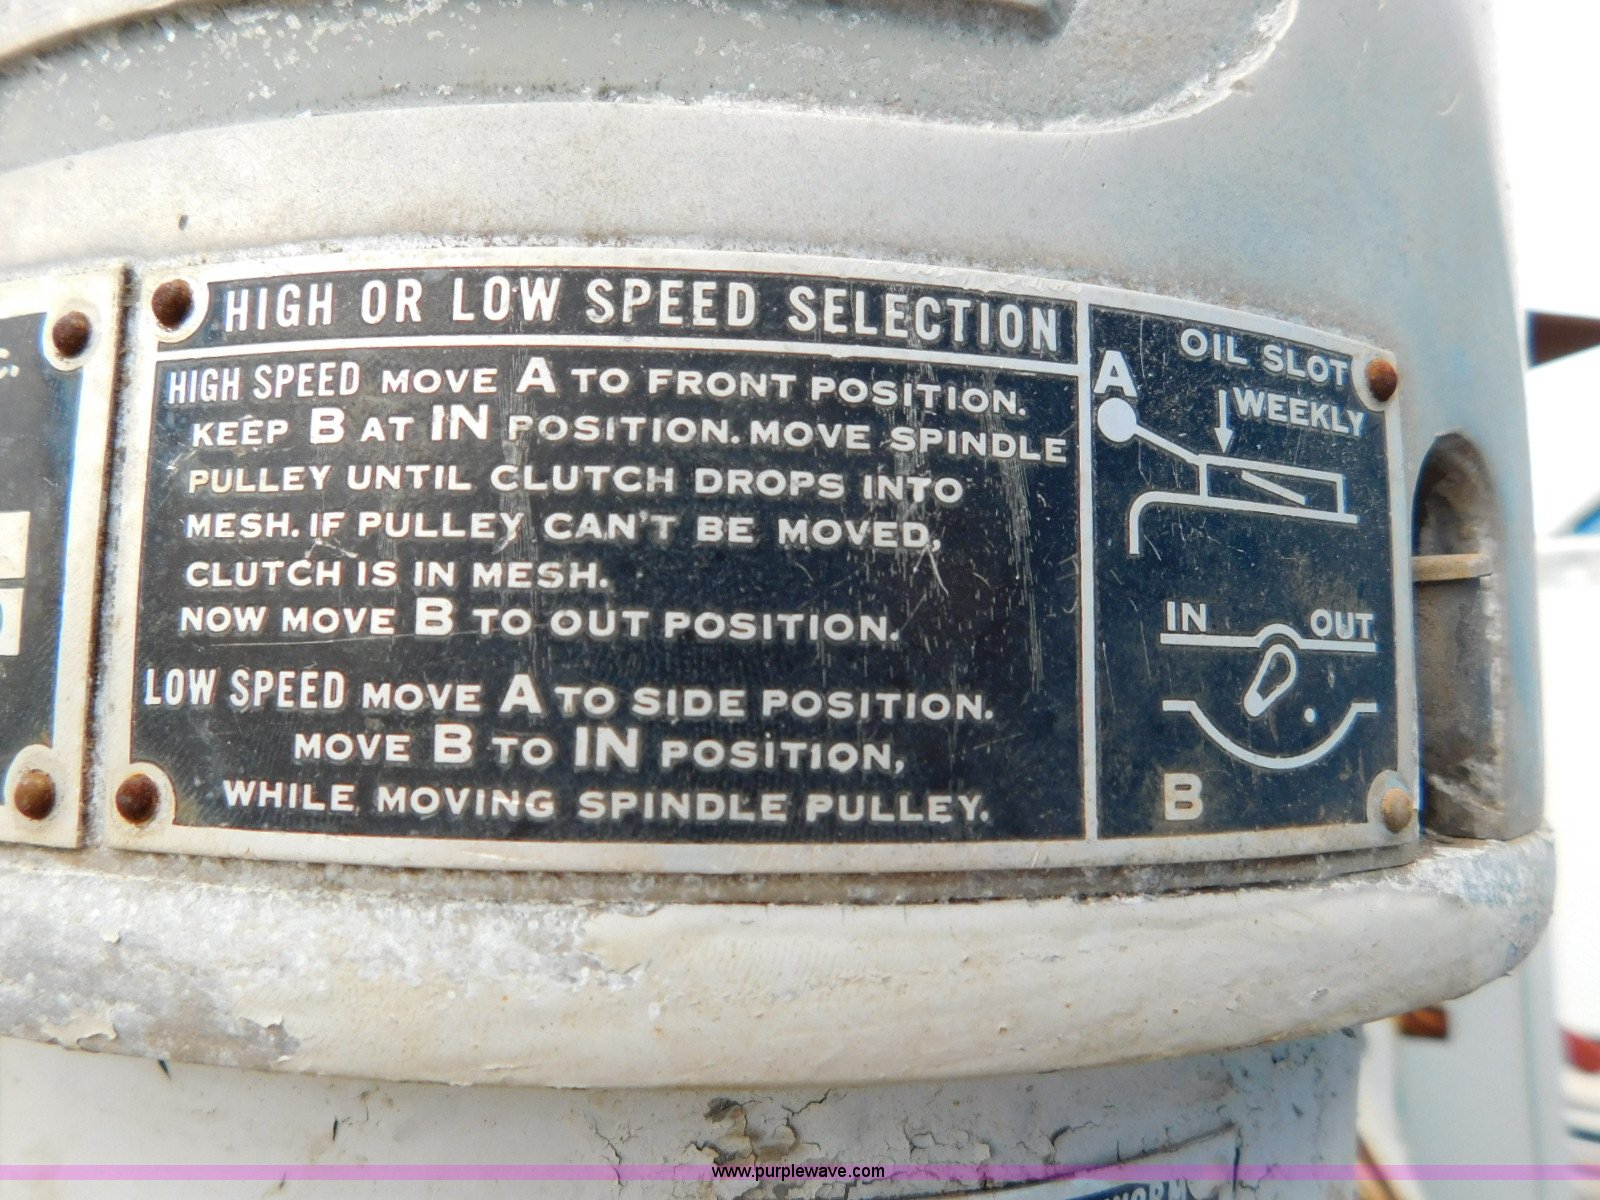 HIGH OR LOW SPEED SELECTION
HIGH SPEED MOVE A TO FRONT POSITION.
KEEP B AT IN POSITION. MOVE SPINDLE
PULLEY UNTIL CLUTCH DROPS INTO
MESH. IF PULLEY CAN'T BE MOVED,
CLUTCH IS IN MESH.
NOW MOVE B TO OUT POSITION.
LOW SPEED MOVE A TO SIDE POSITION.
MOVE B TO IN POSITION,
WHILE MOVING SPINDLE PULLEY.
OIL SLOT
WEEKLY
A
IN OUT
B
www.purplewave.com